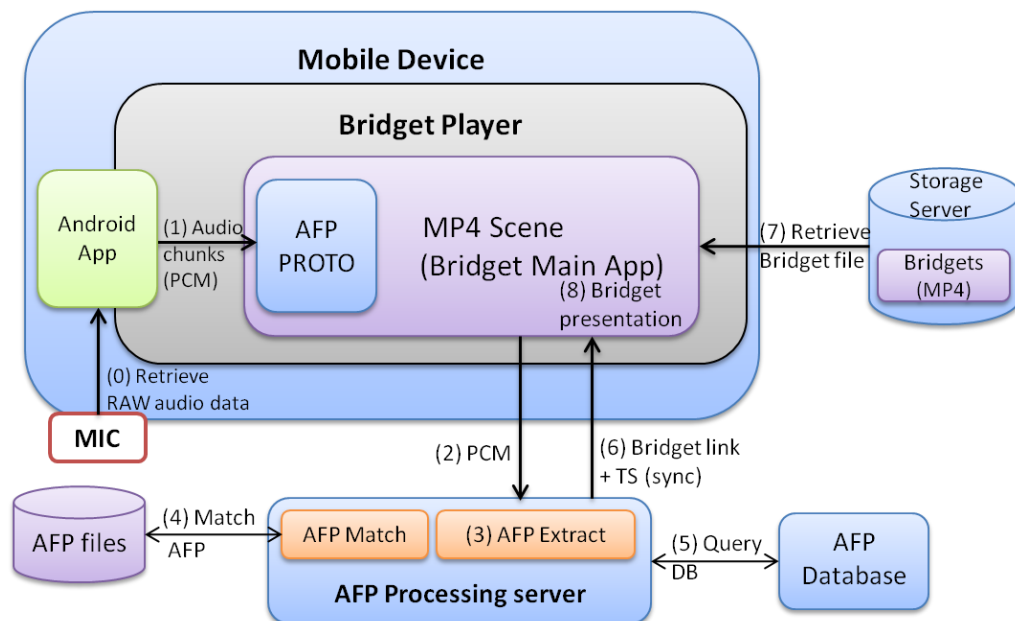 Mobile Device
Bridget Player
Android
App
(1) Audio
chunks
(PCM)
AFP
PROTO
MP4 Scene
(Bridget Main App)
(8) Bridget
presentation
(7) Retrieve
Bridget file
Storage
Server
Bridgets
(MP4)
(0) Retrieve
RAW audio data
MIC
(2) PCM
(6) Bridget link
+ TS (sync)
AFP files
(4) Match
AFP
AFP Match
(3) AFP Extract
AFP Processing server
(5) Query
DB
AFP
Database